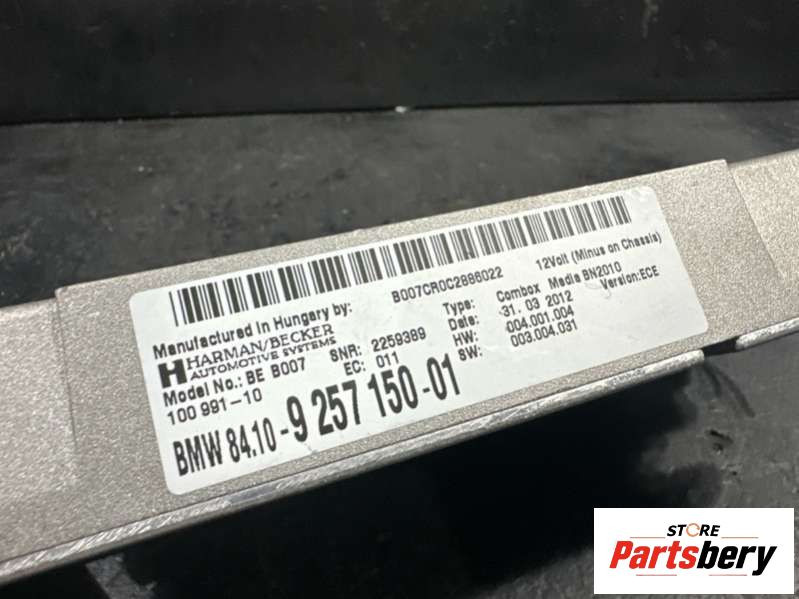 B007CR0C2886022
12Volt (Minus on Chassis)
Manufactured in Hungary by:
HARMAN/BECKER
AUTOMOTIVE SYSTEMS
Model No.: BE B007
100 991-10
SNR: 2259389
EC: 011
Type: Combox Media BN2010
Date: 31. 03 2012
Version:ECE
HW: 004.001.004
SW: 003.004.031
BMW 84.10-9 257 150-01
STORE
Partsbery